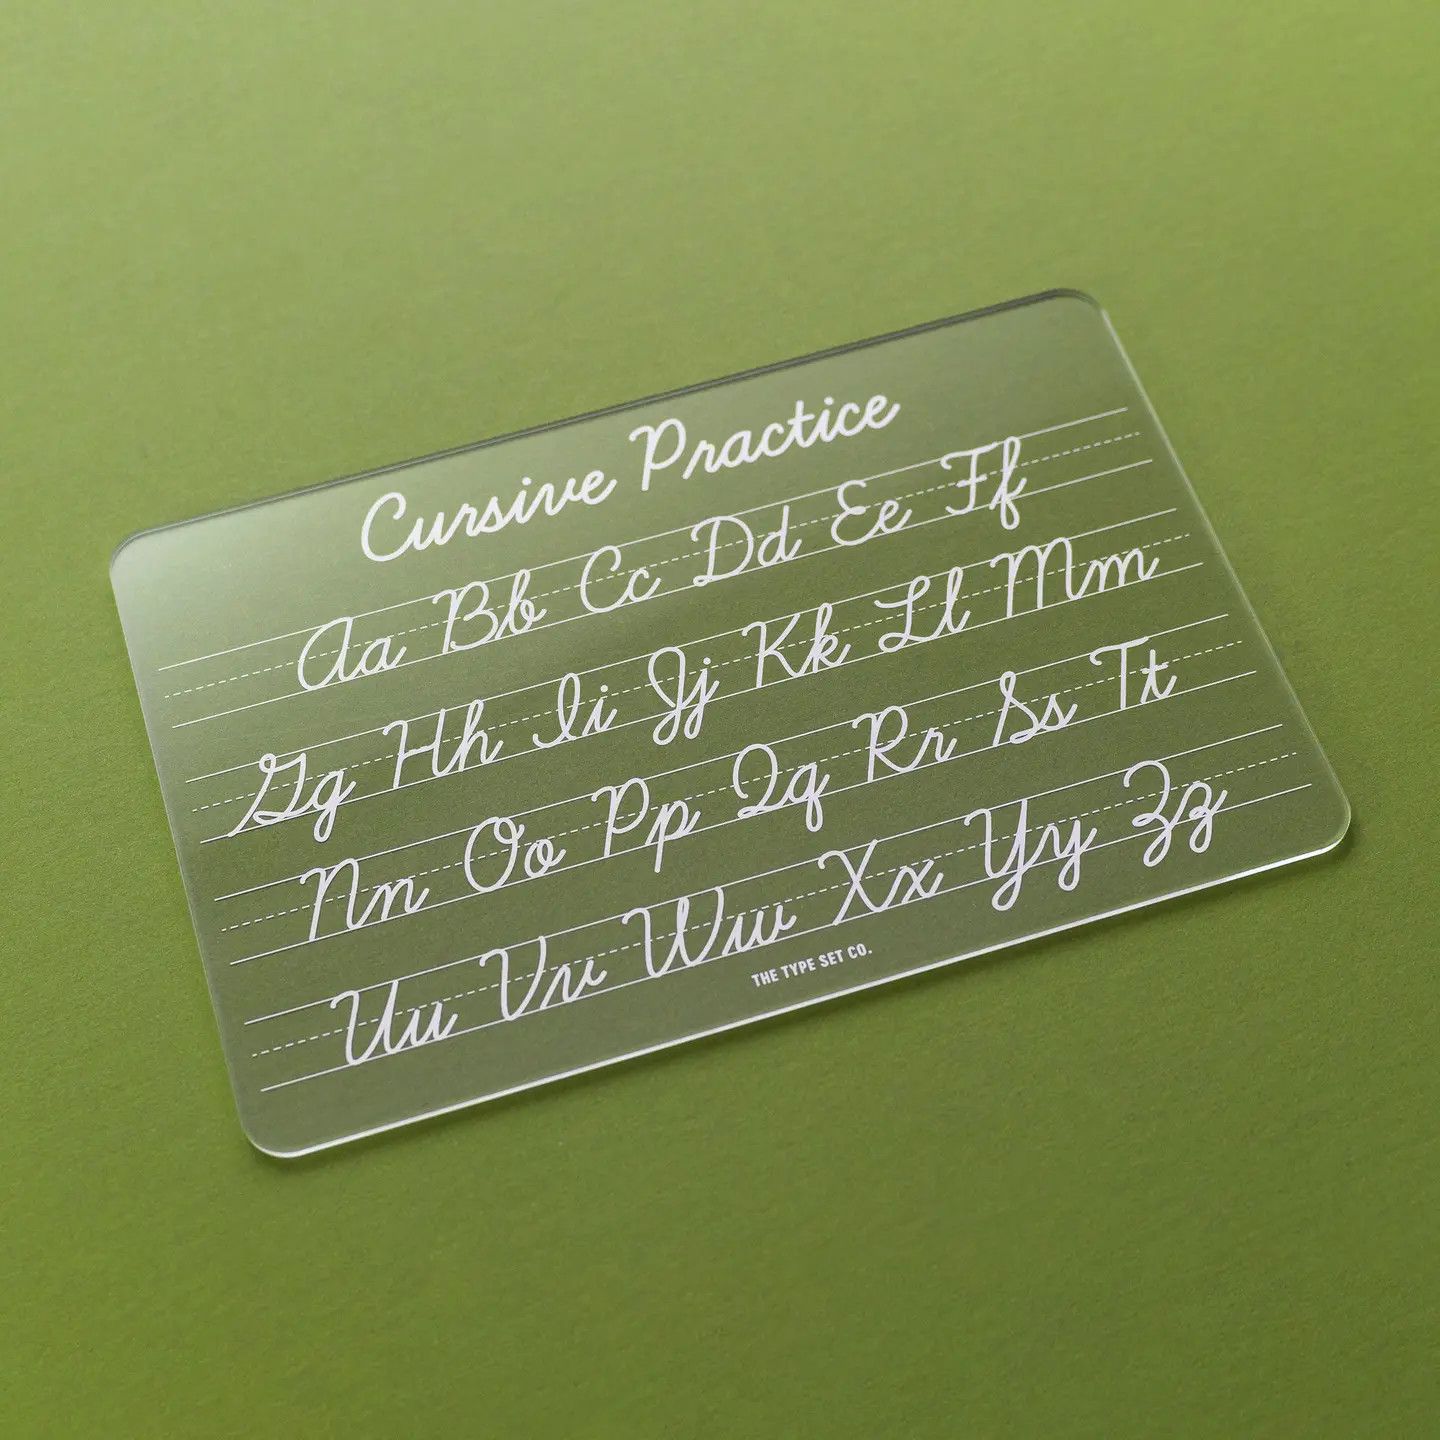 Cursive Practice
Aa Bb Cc Dd Ee Ff
Gg Hh Ii Jj Kk Ll Mm
Nn Oo Pp Qq Rr Ss Tt
Uu Vv Ww Xx Yy Zz
THE TYPE SET CO.